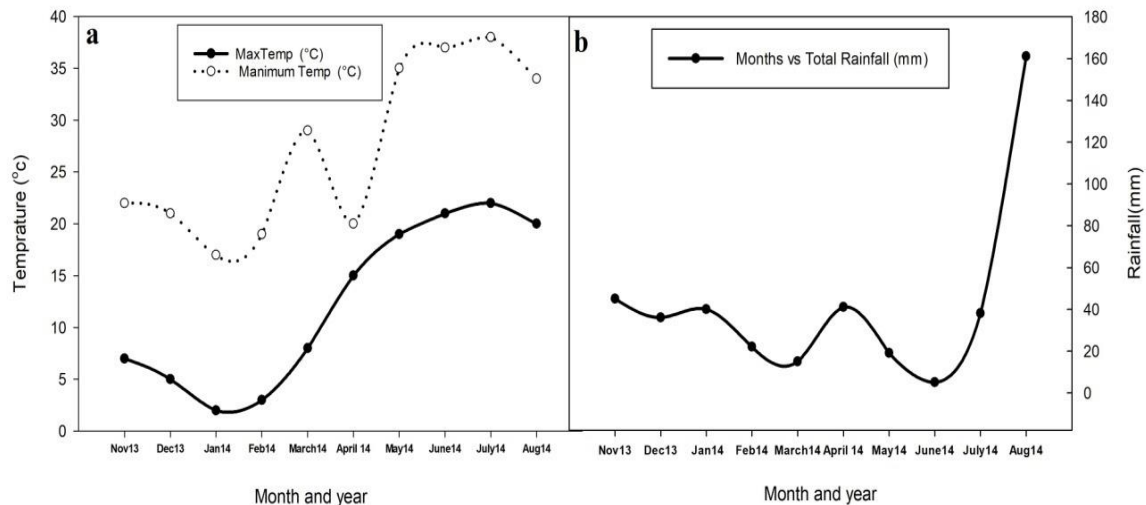 a
MaxTemp (°C)
Manimum Temp (°C)
40
35
30
25
20
15
10
5
0
Temprature (°c)
Nov13 Dec13 Jan14 Feb14 March14 April 14 May14 June14 July14 Aug14
Month and year
b
Months vs Total Rainfall (mm)
180
160
140
120
100
80
60
40
20
0
Rainfall(mm)
Nov13 Dec13 Jan14 Feb14 March14 April 14 May14 June14 July14 Aug14
Month and year